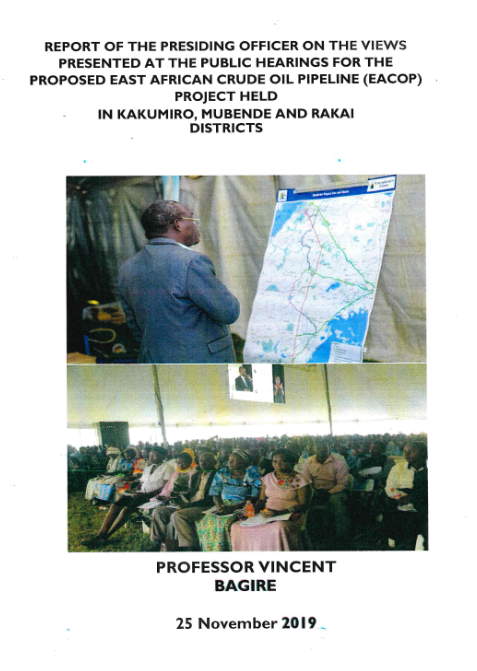 REPORT OF THE PRESIDING OFFICER ON THE VIEWS
PRESENTED AT THE PUBLIC HEARINGS FOR THE
PROPOSED EAST AFRICAN CRUDE OIL PIPELINE (EACOP)
PROJECT HELD
IN KAKUMIRO, MUBENDE AND RAKAI
DISTRICTS
PROFESSOR VINCENT
BAGIRE
25 November 2019